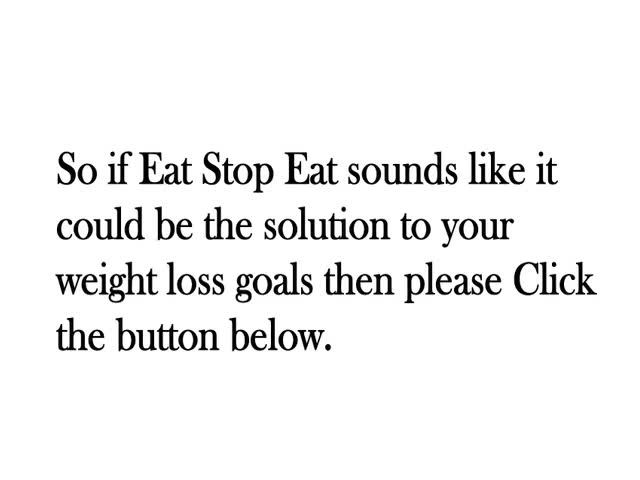 So if Eat Stop Eat sounds like it
could be the solution to your
weight loss goals then please Click
the button below.